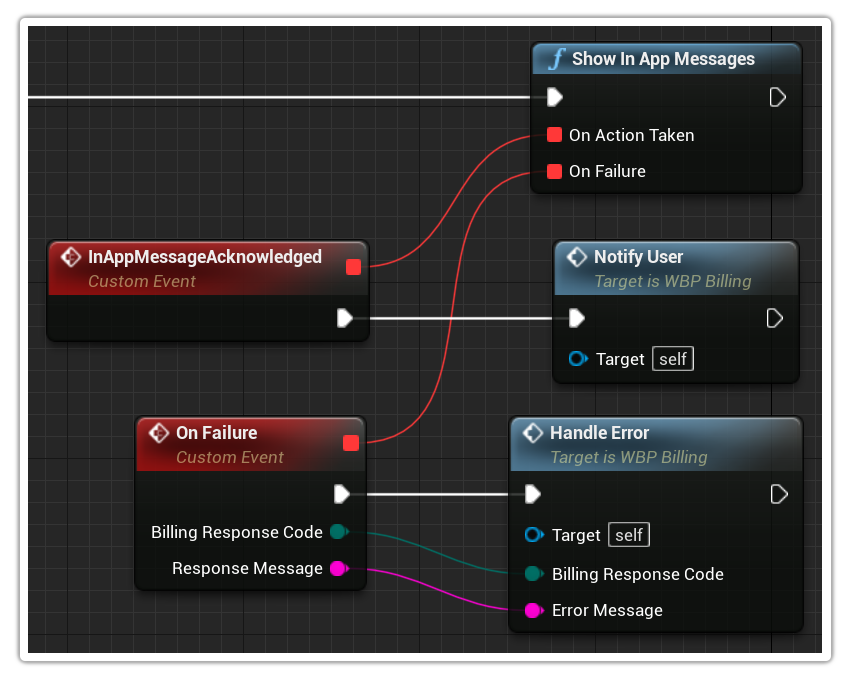 Show In App Messages
On Action Taken
On Failure
InAppMessageAcknowledged
Custom Event
Notify User
Target is WBP Billing
Target self
On Failure
Custom Event
Billing Response Code
Response Message
Handle Error
Target is WBP Billing
Target self
Billing Response Code
Error Message